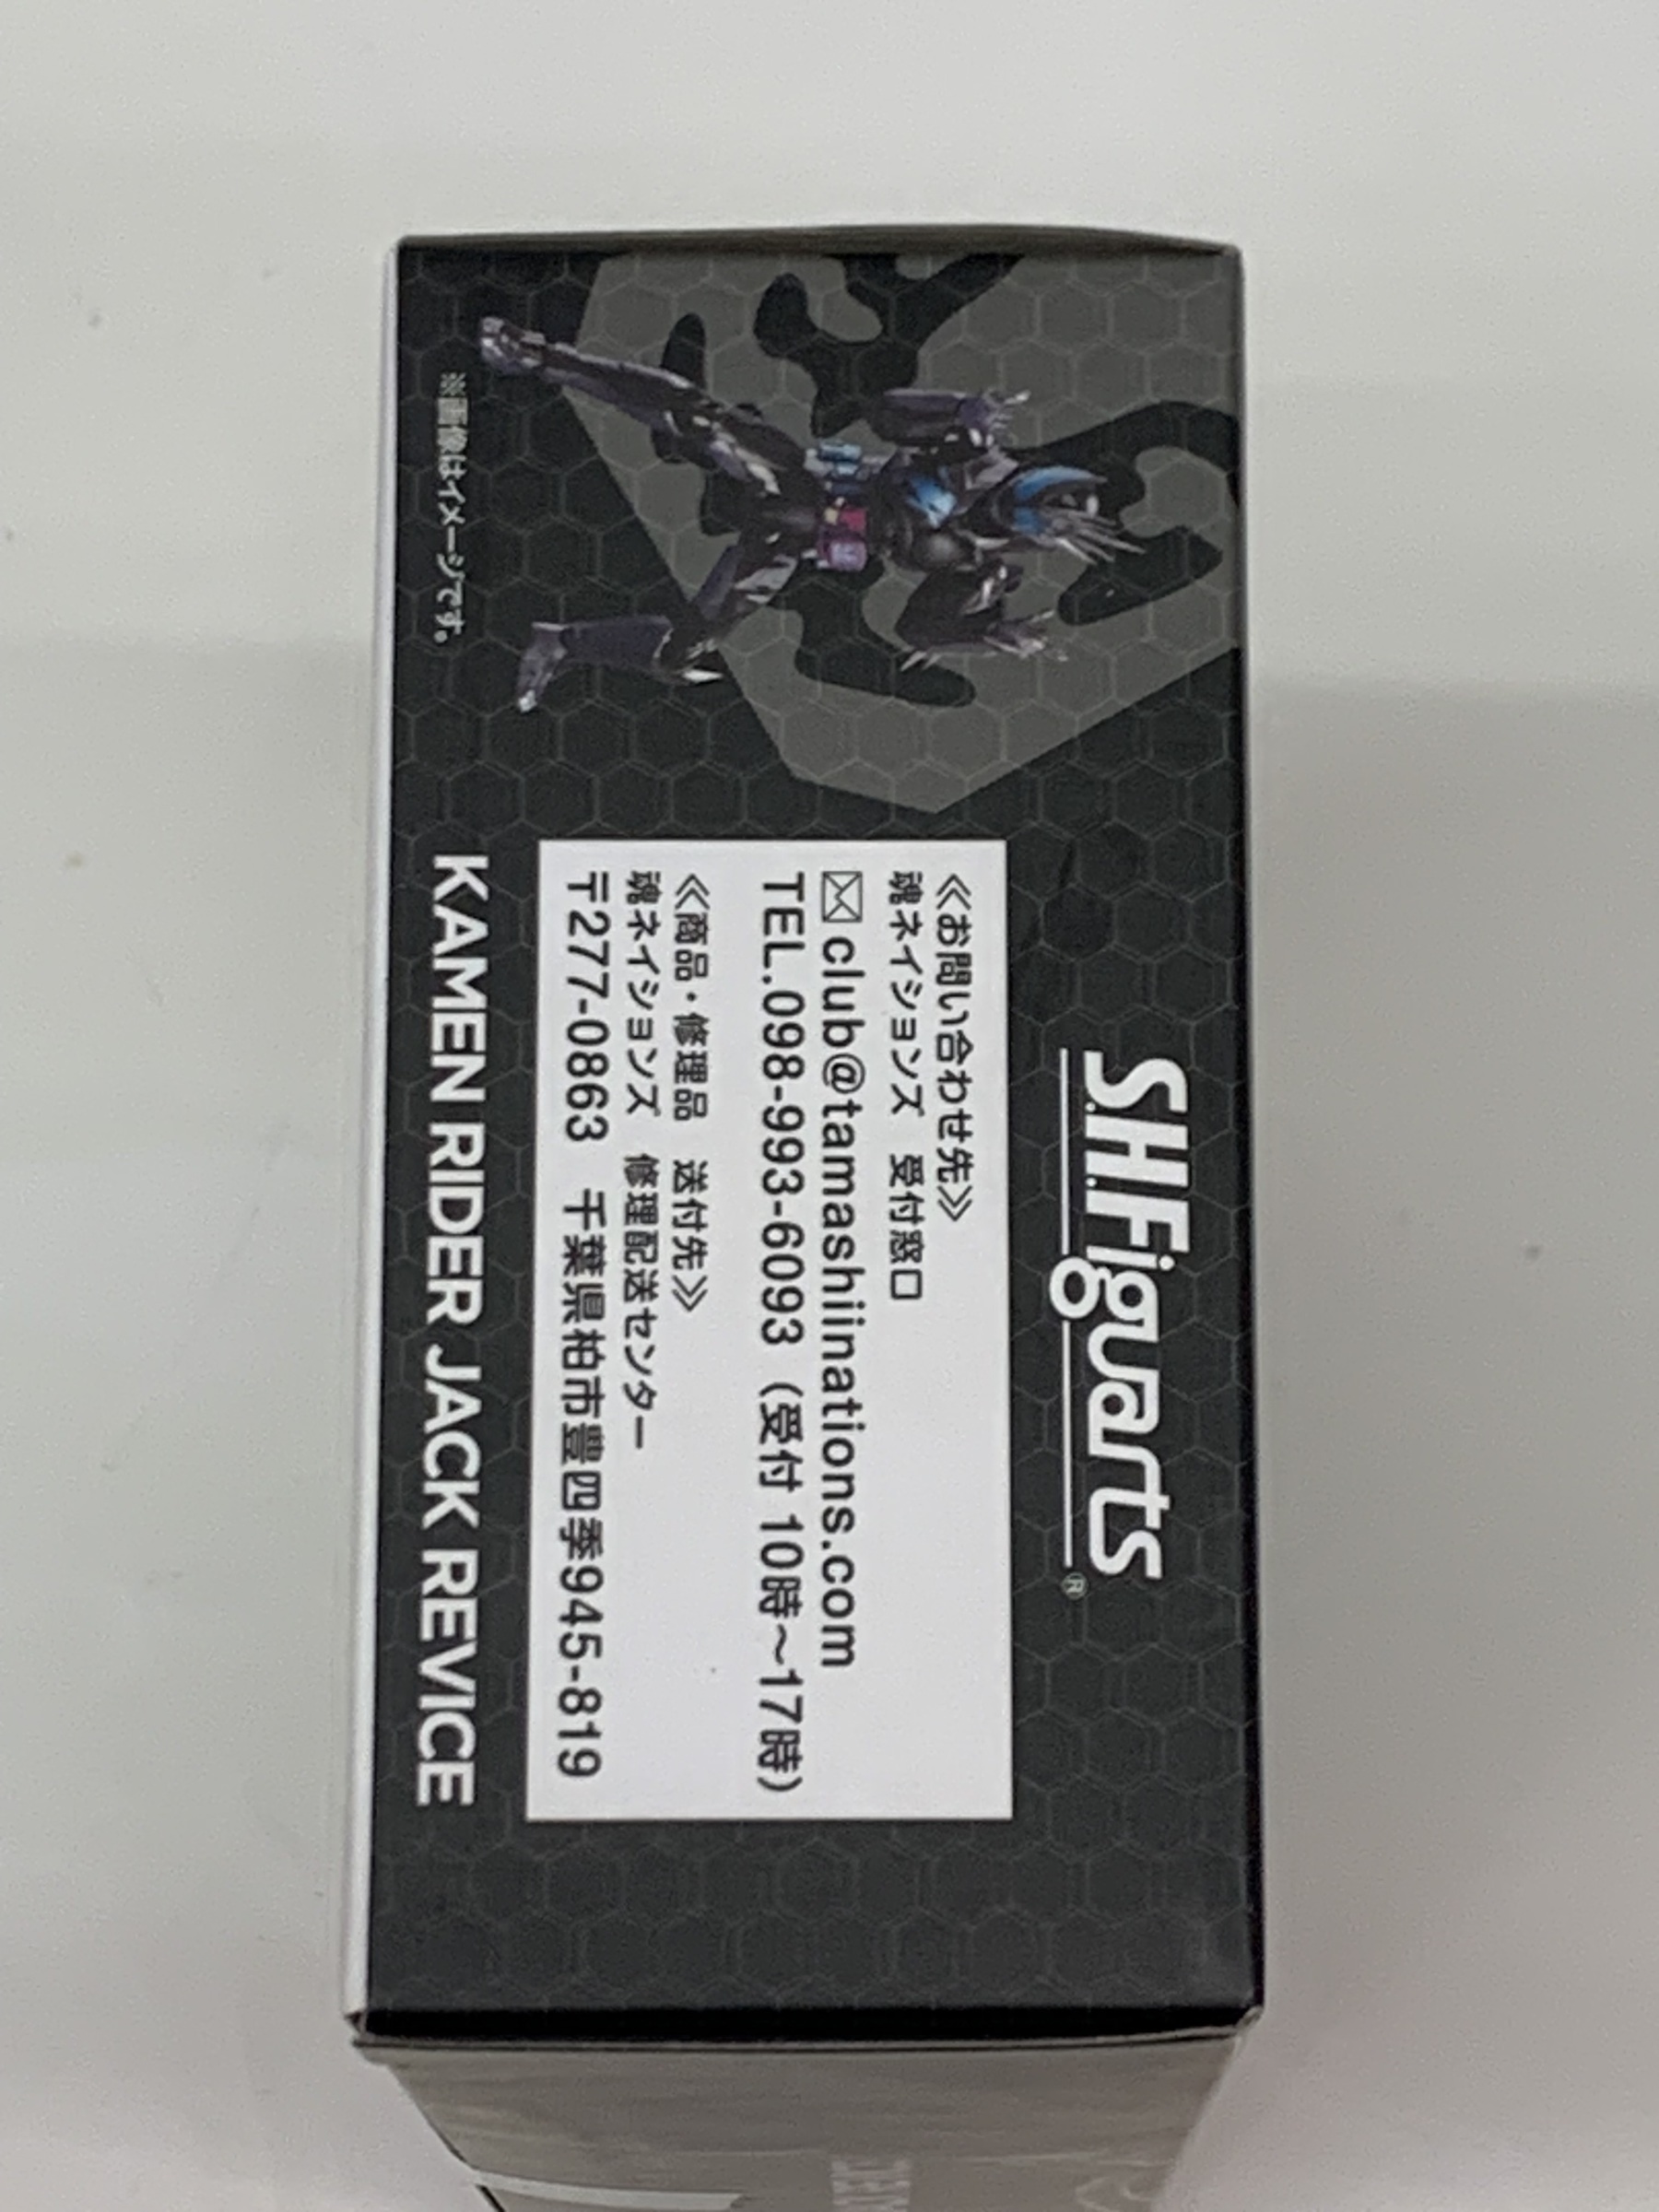 S.H.Figuarts®
≪お問い合わせ先≫
魂ネイションズ 受付窓口
✉club@tamashiinations.com
TEL.098-993-6093（受付 10時～17時）
≪商品・修理品 送付先≫
魂ネイションズ 修理配送センター
〒277-0863 千葉県柏市豊四季945-819
KAMEN RIDER JACK REVICE
※画像はイメージです。